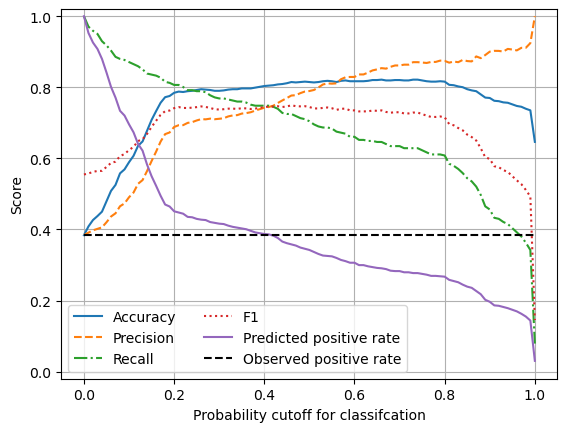 1.0
0.8
0.6
0.4
0.2
0.0
Score
Accuracy
Precision
Recall
F1
Predicted positive rate
Observed positive rate
0.0 0.2 0.4 0.6 0.8 1.0
Probability cutoff for classifcation